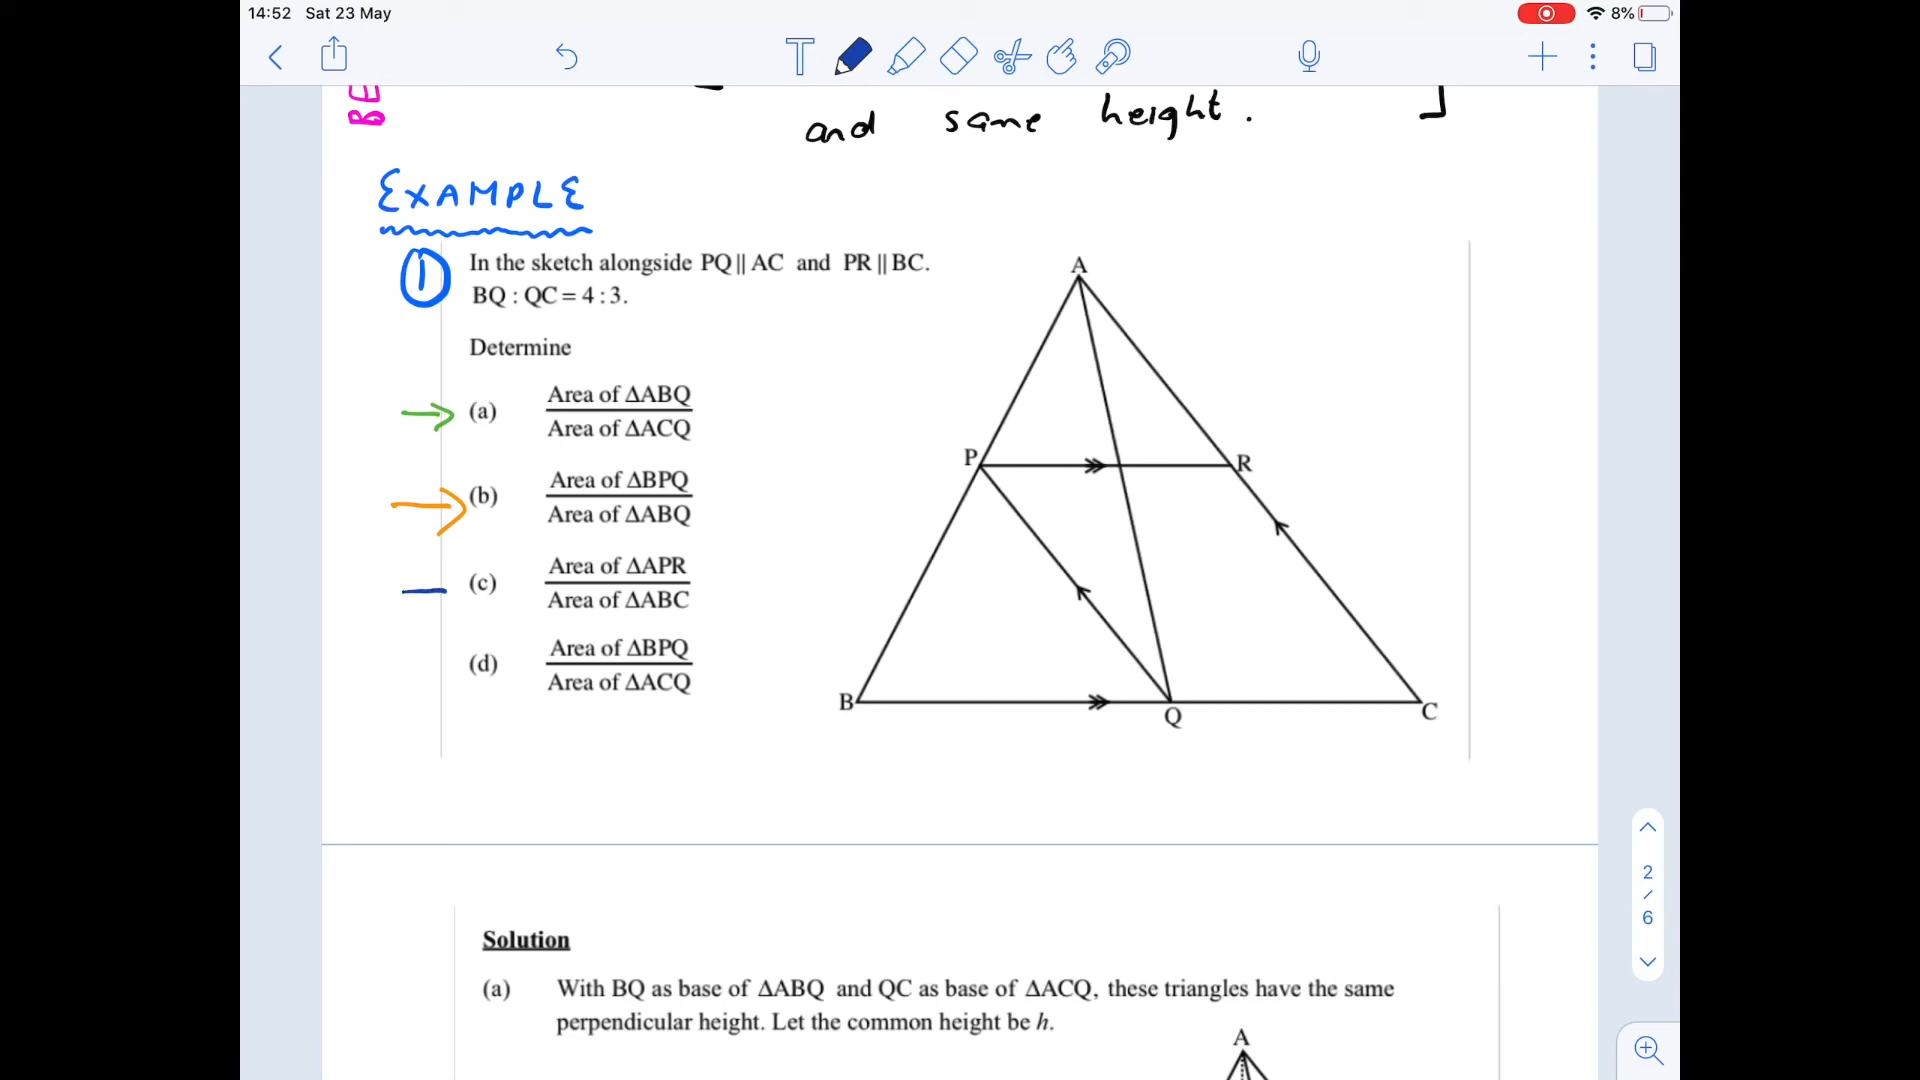 14:52 Sat 23 May
8%
T
and same height.
EXAMPLE
1 In the sketch alongside PQ || AC and PR || BC.
BQ : QC = 4 : 3.
Determine
(a) Area of ΔABQ
Area of ΔACQ
(b) Area of ΔBPQ
Area of ΔABQ
(c) Area of ΔAPR
Area of ΔABC
(d) Area of ΔBPQ
Area of ΔACQ
A
P
R
B
Q
C
2
/
6
Solution
(a) With BQ as base of ΔABQ and QC as base of ΔACQ, these triangles have the same
perpendicular height. Let the common height be h.
A